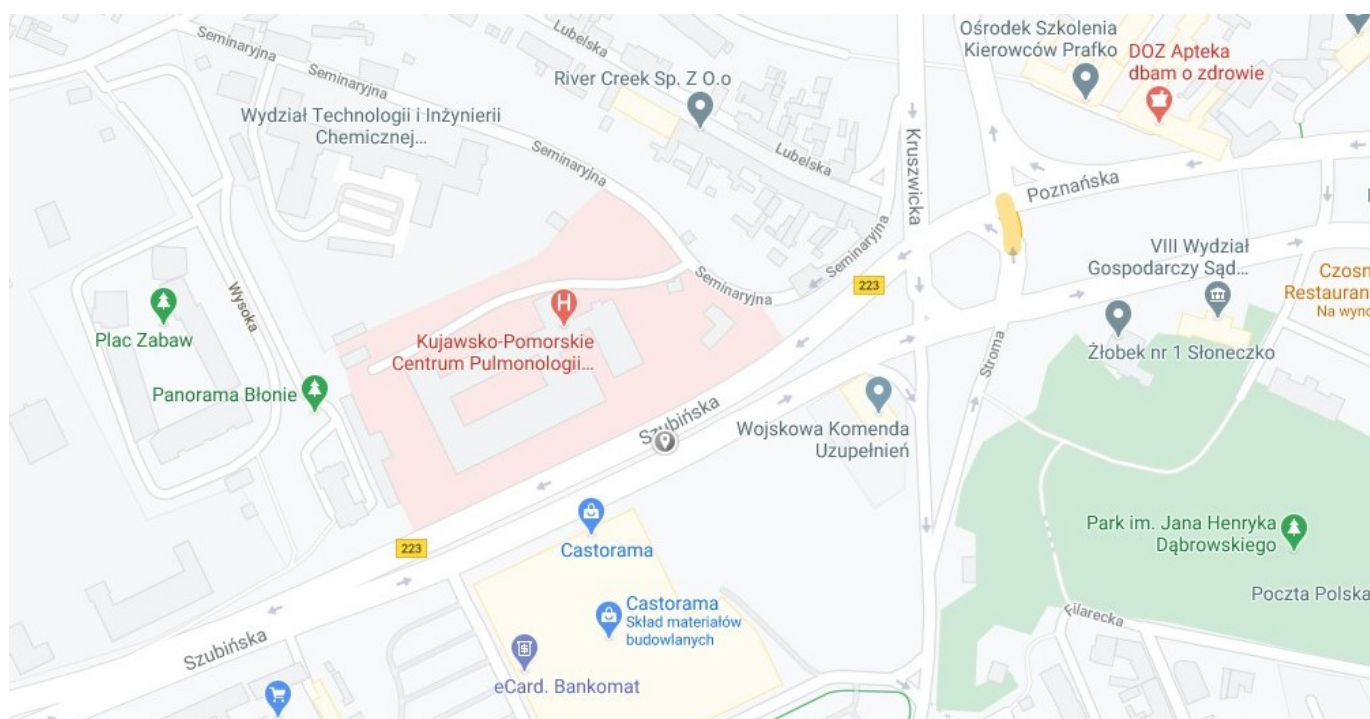 Seminaryjna
Lubelska
Ośrodek Szkolenia
Kierowców Prafko
DOZ Apteka
dbam o zdrowie
Seminaryjna
River Creek Sp. Z O.o
Wydział Technologii i Inżynierii
Chemicznej...
Kruszwicka
Lubelska
Seminaryjna
Poznańska
Seminaryjna
VIII Wydział
Gospodarczy Sąd...
Wysoka
Seminaryjna
223
Czosn
Restaurant
Na wyno
Plac Zabaw
Kujawsko-Pomorskie
Centrum Pulmonologii...
Stroma
Żłobek nr 1 Słoneczko
Panorama Błonie
Szubińska
Wojskowa Komenda
Uzupełnień
223
Castorama
Park im. Jana Henryka
Dąbrowskiego
Poczta Polska
Castorama
Skład materiałów
budowlanych
Filarecka
Szubińska
eCard. Bankomat